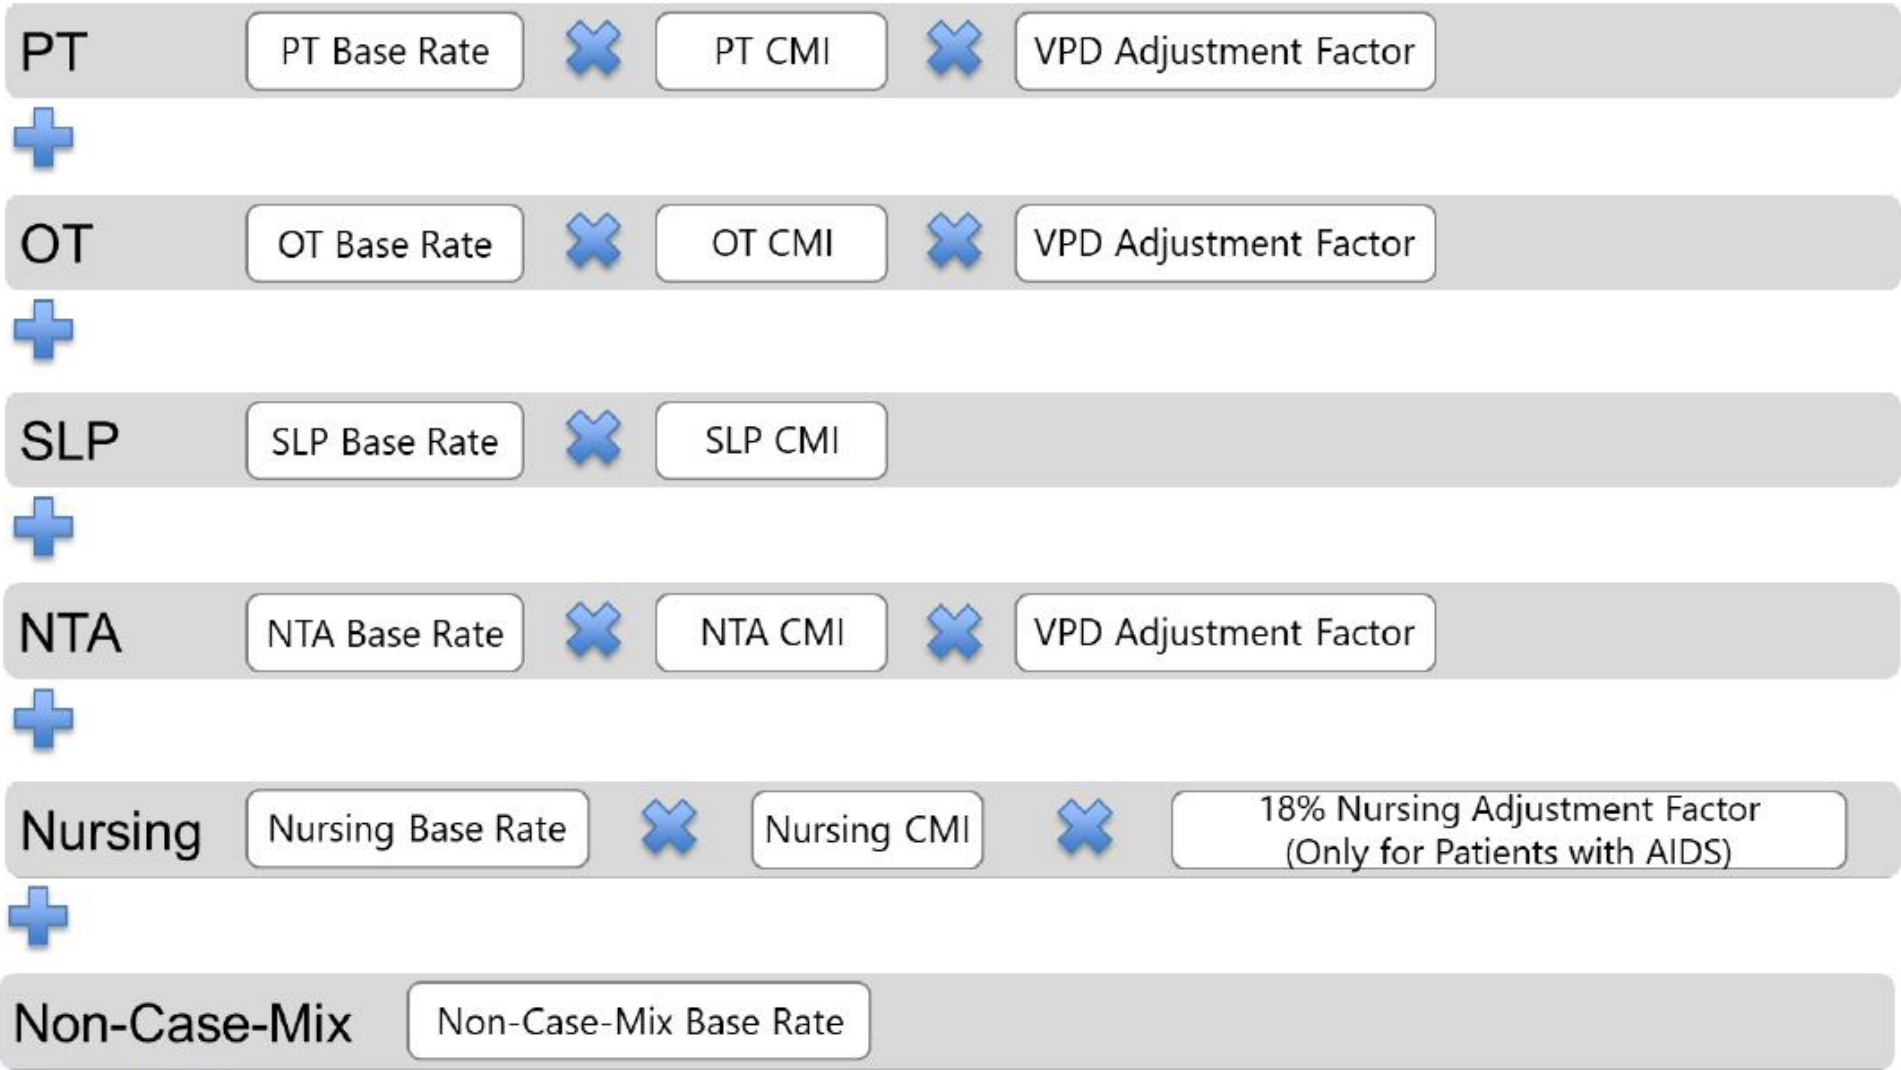 PT PT Base Rate PT CMI VPD Adjustment Factor
OT OT Base Rate OT CMI VPD Adjustment Factor
SLP SLP Base Rate SLP CMI
NTA NTA Base Rate NTA CMI VPD Adjustment Factor
Nursing Nursing Base Rate Nursing CMI 18% Nursing Adjustment Factor
(Only for Patients with AIDS)
Non-Case-Mix Non-Case-Mix Base Rate